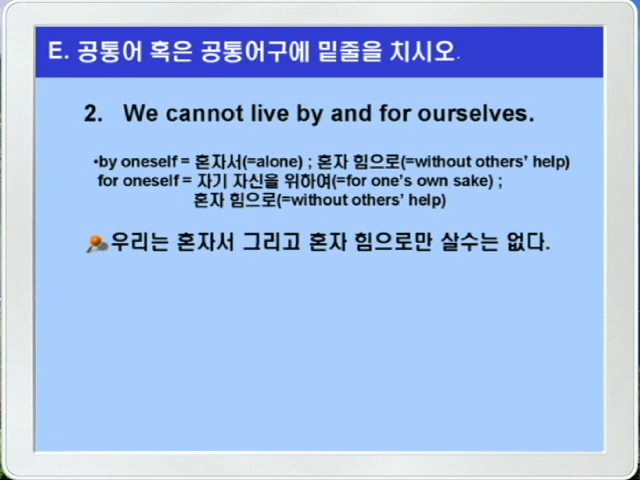 E. 공통어 혹은 공통어구에 밑줄을 치시오.
2. We cannot live by and for ourselves.
•by oneself = 혼자서(=alone) ; 혼자 힘으로(=without others' help)
for oneself = 자기 자신을 위하여(=for one's own sake) ;
혼자 힘으로(=without others' help)
우리는 혼자서 그리고 혼자 힘으로만 살수는 없다.